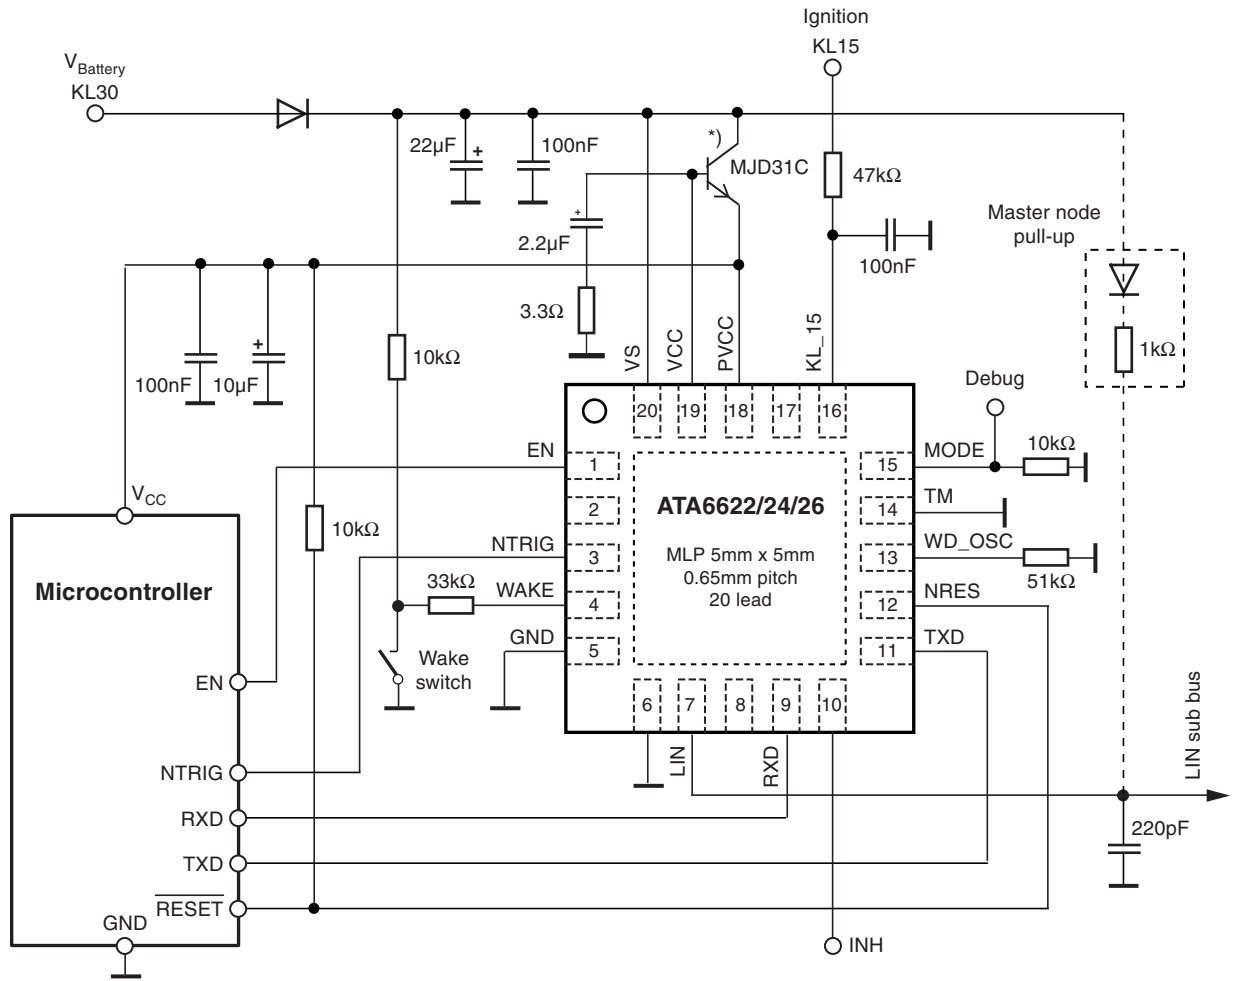 Ignition
KL15
VBattery
KL30
22µF
+
100nF
*)
MJD31C
47kΩ
100nF
Master node
pull-up
1kΩ
+
2.2µF
3.3Ω
10kΩ
100nF
+
10µF
VS
VCC
PVCC
KL_15
Debug
20
19
18
17
16
EN
1
2
NTRIG
3
WAKE
4
GND
5
33kΩ
10kΩ
Wake
switch
ATA6622/24/26
MLP 5mm x 5mm
0.65mm pitch
20 lead
15
MODE
10kΩ
14
TM
13
WD_OSC
51kΩ
12
NRES
11
TXD
6
7
8
9
10
LIN
RXD
LIN sub bus
220pF
INH
VCC
Microcontroller
EN
NTRIG
RXD
TXD
RESET
GND